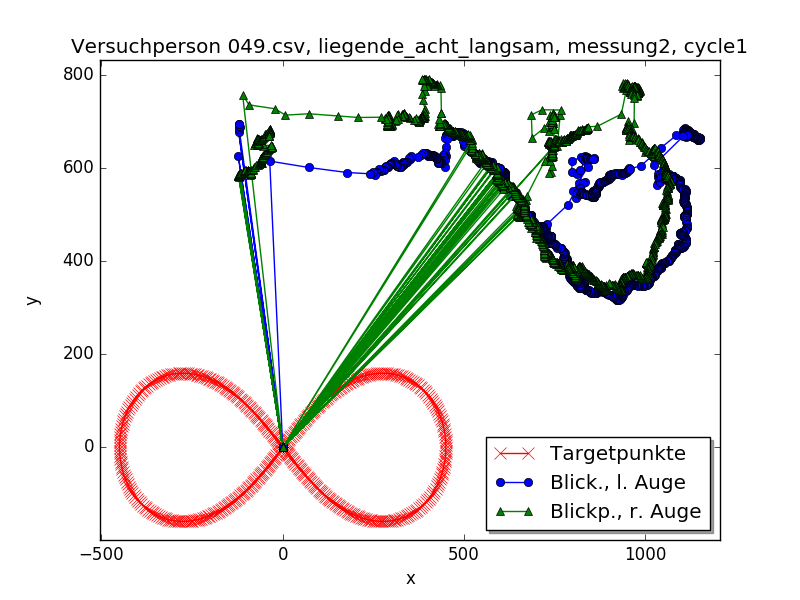 Versuchperson 049.csv, liegende_acht_langsam, messung2, cycle1
800
600
400
200
0
y
−500
0
500
1000
x
Targetpunkte
Blick., l. Auge
Blickp., r. Auge